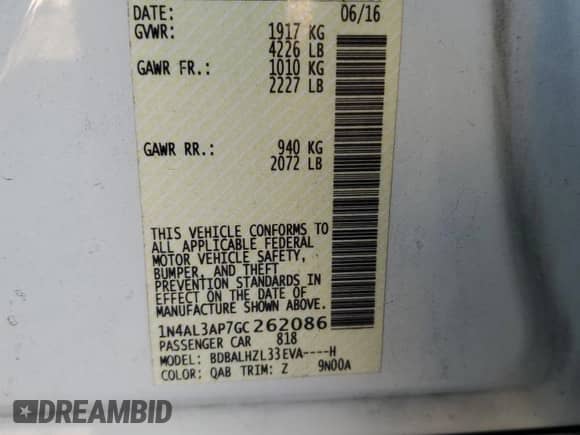 DATE: 06/16
GVWR: 1917 KG
4226 LB
GAWR FR.: 1010 KG
2227 LB
GAWR RR.: 940 KG
2072 LB
THIS VEHICLE CONFORMS TO
ALL APPLICABLE FEDERAL
MOTOR VEHICLE SAFETY,
BUMPER, AND THEFT
PREVENTION STANDARDS IN
EFFECT ON THE DATE OF
MANUFACTURE SHOWN ABOVE.
1N4AL3AP7GC262086
PASSENGER CAR 818
MODEL: BDBALHZL33EVA----H
COLOR: QAB TRIM: Z 9N00A
DREAMBID